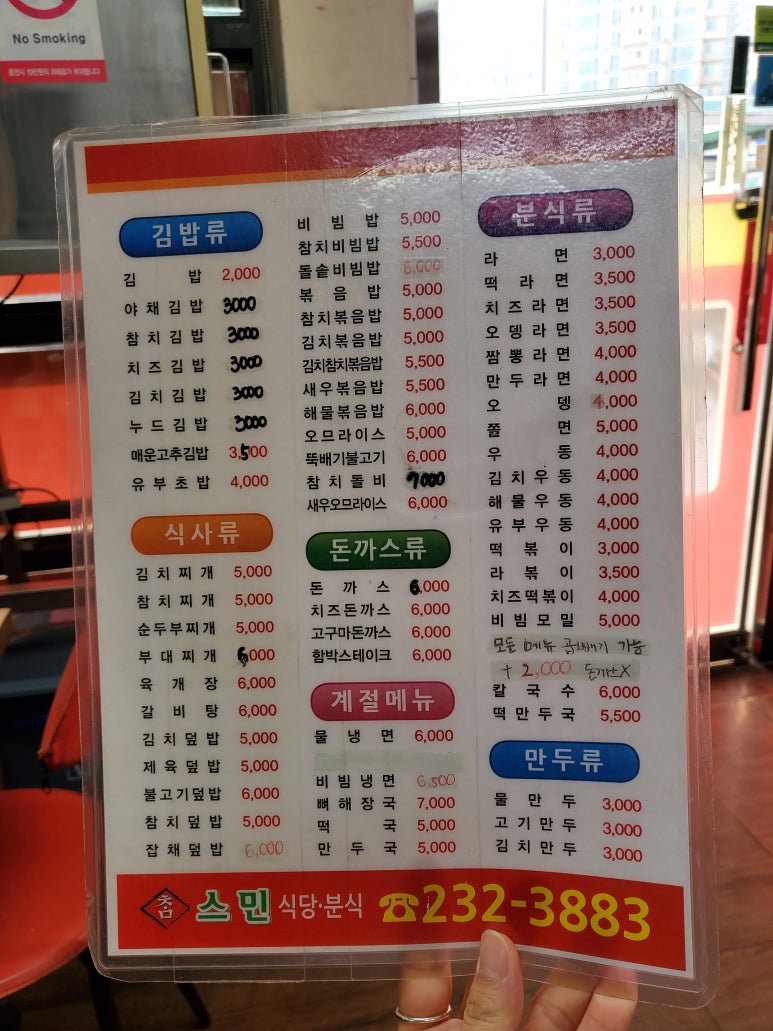 No Smoking
김밥류
김밥 2,000
야채김밥 3000
참치김밥 3000
치즈김밥 3000
김치김밥 3000
누드김밥 3000
매운고추김밥 3,500
유부초밥 4,000
식사류
김치찌개 5,000
참치찌개 5,000
순두부찌개 5,000
부대찌개 6,000
육개장 6,000
갈비탕 6,000
김치덮밥 5,000
제육덮밥 5,000
불고기덮밥 6,000
참치덮밥 5,000
잡채덮밥 6,000
비빔밥 5,000
참치비빔밥 5,500
돌솥비빔밥 6,000
볶음밥 5,000
참치볶음밥 5,000
김치볶음밥 5,000
김치참치볶음밥 5,500
새우볶음밥 5,500
해물볶음밥 6,000
오므라이스 5,000
뚝배기불고기 6,000
참치돌비 7000
새우오므라이스 6,000
돈까스류
돈까스 6,000
치즈돈까스 6,000
고구마돈까스 6,000
함박스테이크 6,000
계절메뉴
물냉면 6,000
비빔냉면 6,500
뼈해장국 7,000
떡국 5,000
만두국 5,000
분식류
라면 3,000
떡라면 3,500
치즈라면 3,500
오뎅라면 3,500
짬뽕라면 4,000
만두라면 4,000
오뎅 4,000
쫄면 5,000
우동 4,000
김치우동 4,000
해물우동 4,000
유부우동 4,000
떡볶이 3,000
라볶이 3,500
치즈떡볶이 4,000
비빔모밀 5,000
모든 메뉴 곱빼기 가능
+2,000 돈까스X
칼국수 6,000
떡만두국 5,500
만두류
물만두 3,000
고기만두 3,000
김치만두 3,000
참 스민 식당·분식 ☎232-3883